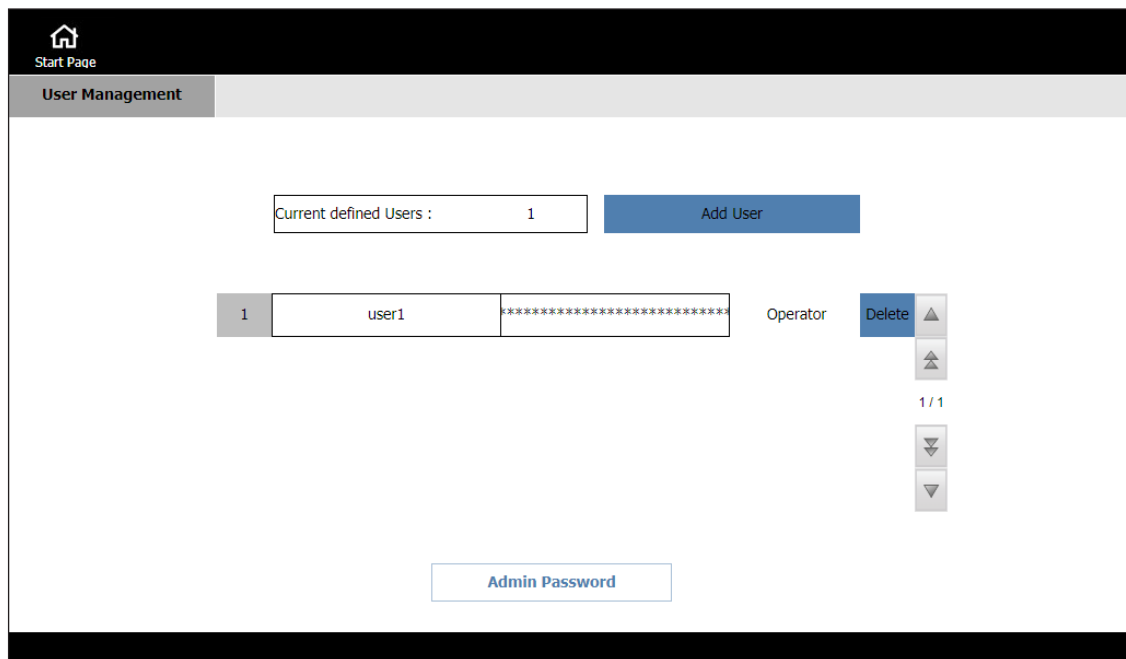 Start Page
User Management
Current defined Users : 1 Add User
1 user1 ***************************** Operator Delete
1 / 1
Admin Password